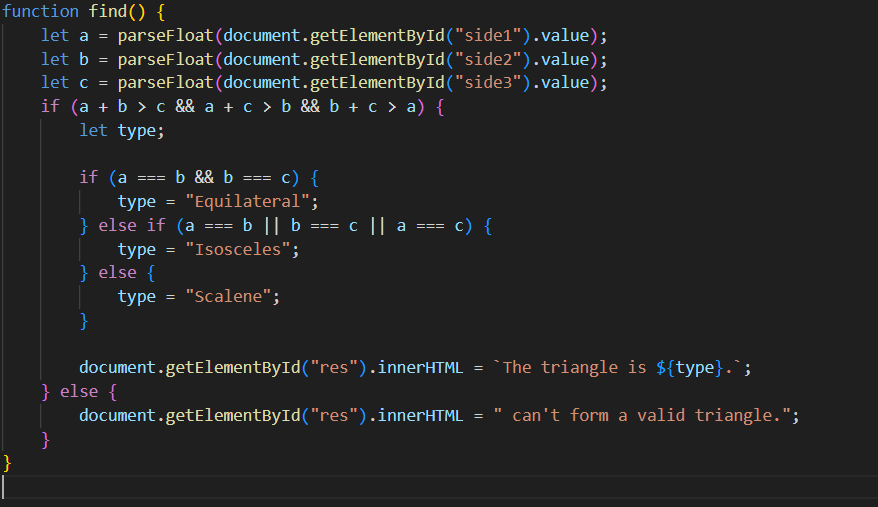 function find() {
    let a = parseFloat(document.getElementById("side1").value);
    let b = parseFloat(document.getElementById("side2").value);
    let c = parseFloat(document.getElementById("side3").value);
    if (a + b > c && a + c > b && b + c > a) {
        let type;

        if (a === b && b === c) {
            type = "Equilateral";
        } else if (a === b || b === c || a === c) {
            type = "Isosceles";
        } else {
            type = "Scalene";
        }

        document.getElementById("res").innerHTML = `The triangle is ${type}.`;
    } else {
        document.getElementById("res").innerHTML = " can't form a valid triangle.";
    }
}